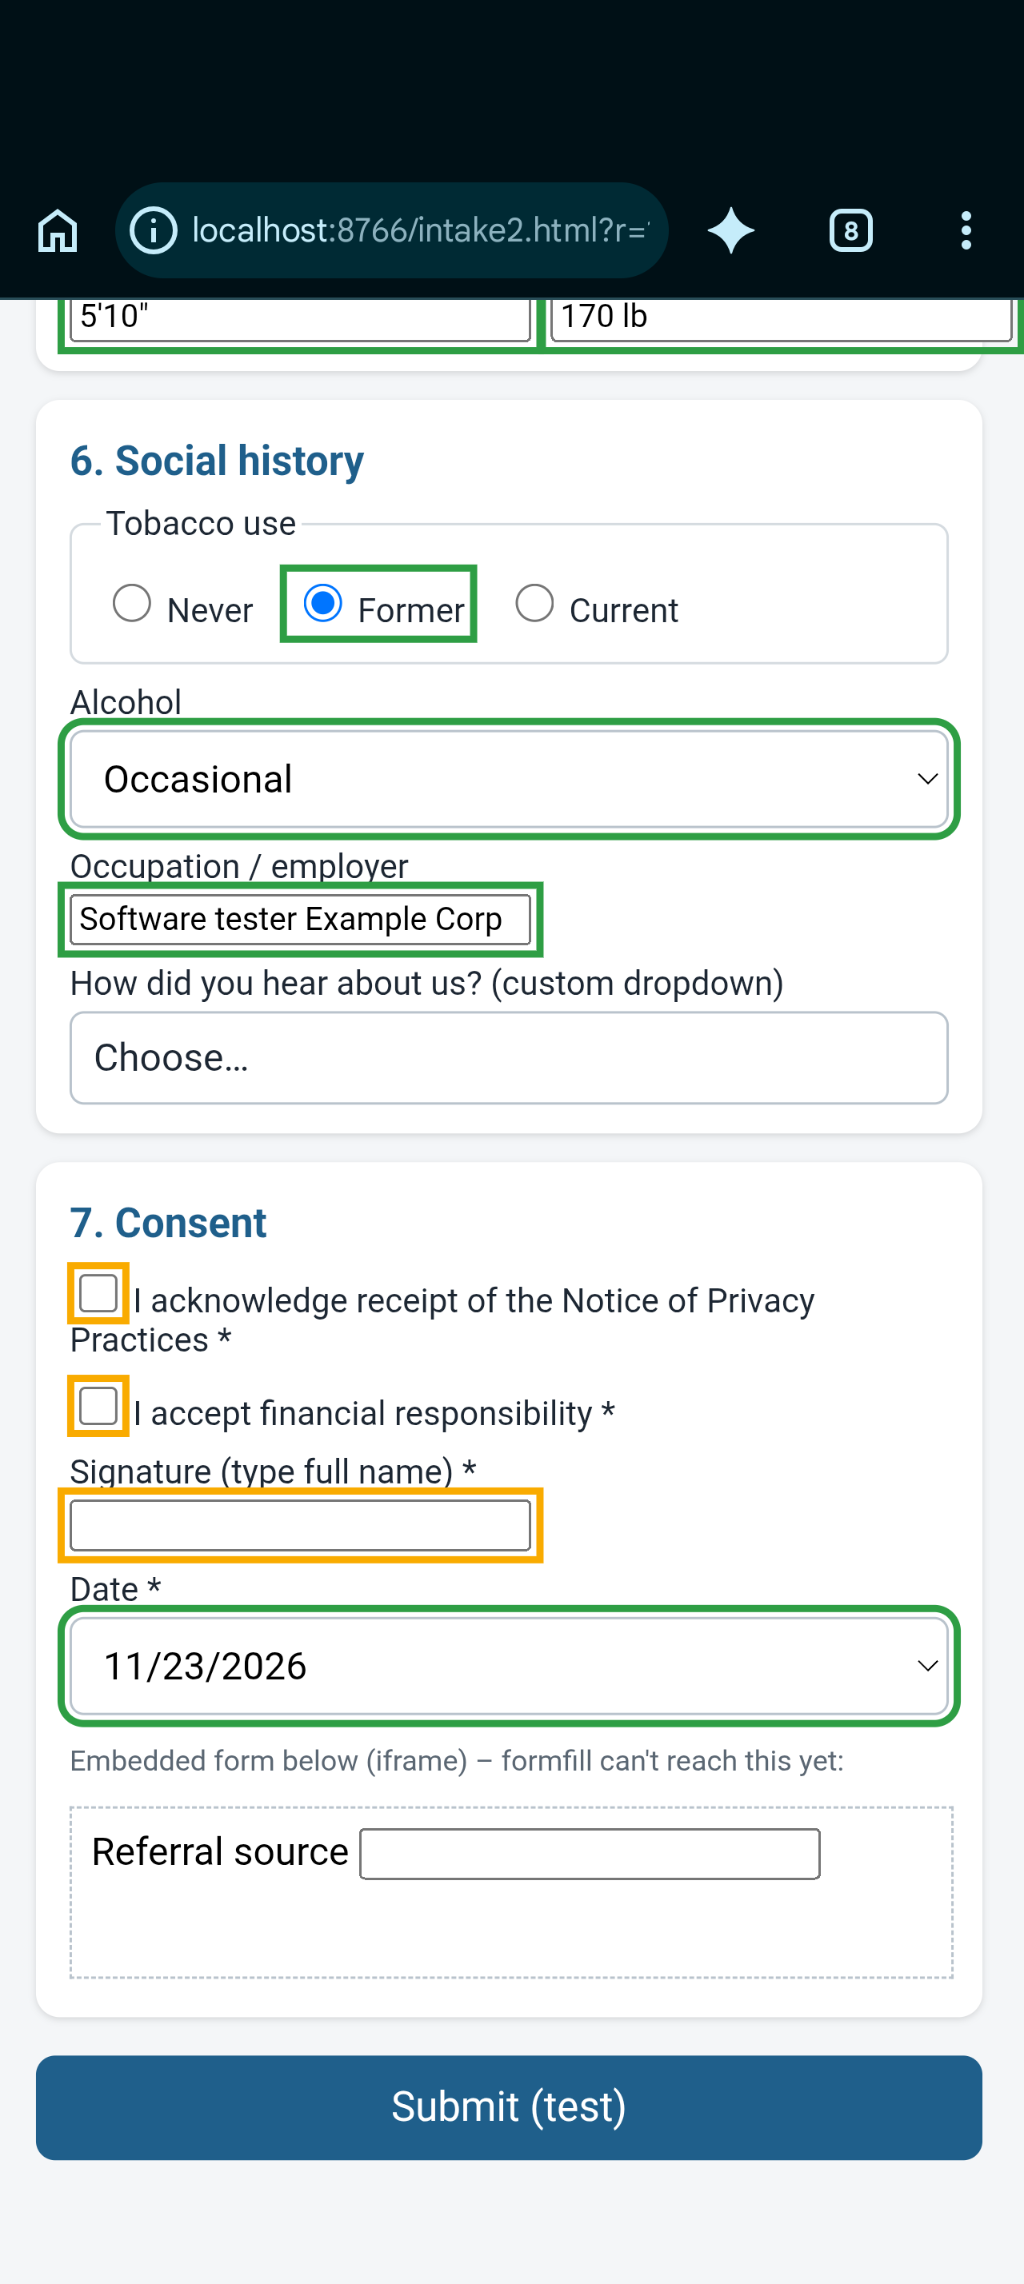 localhost:8766/intake2.html?r=
8
5'10" 170 lb
6. Social history
Tobacco use
Never Former Current
Alcohol
Occasional
Occupation / employer
Software tester Example Corp
How did you hear about us? (custom dropdown)
Choose...
7. Consent
I acknowledge receipt of the Notice of Privacy
Practices *
I accept financial responsibility *
Signature (type full name) *
Date *
11/23/2026
Embedded form below (iframe) – formfill can't reach this yet:
Referral source
Submit (test)